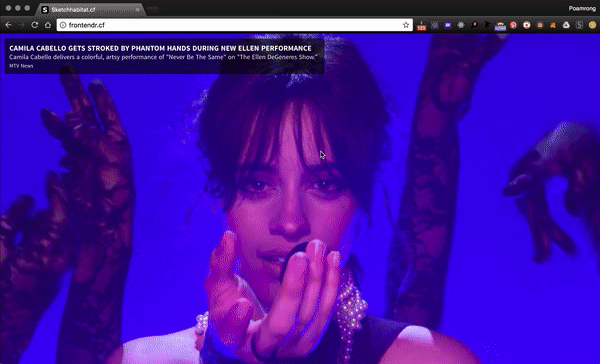 Sketchhabitat.cf
Poamrong
frontendr.cf
CAMILA CABELLO GETS STROKED BY PHANTOM HANDS DURING NEW ELLEN PERFORMANCE
Camila Cabello delivers a colorful, artsy performance of "Never Be The Same" on "The Ellen DeGeneres Show."
MTV News